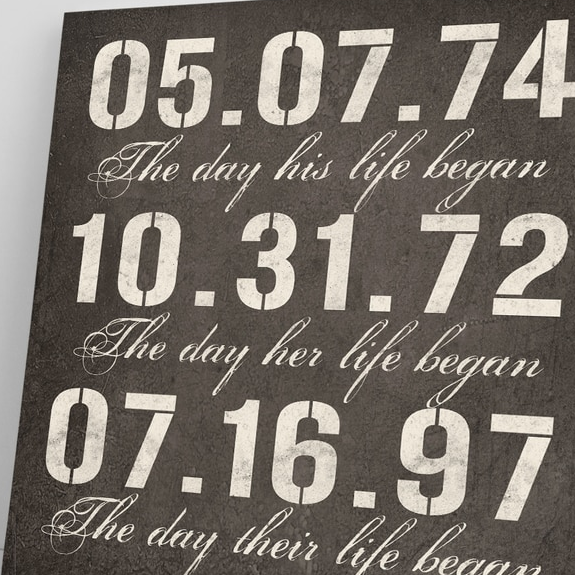 05.07.74
The day his life began
10.31.72
The day her life began
07.16.97
The day their life began